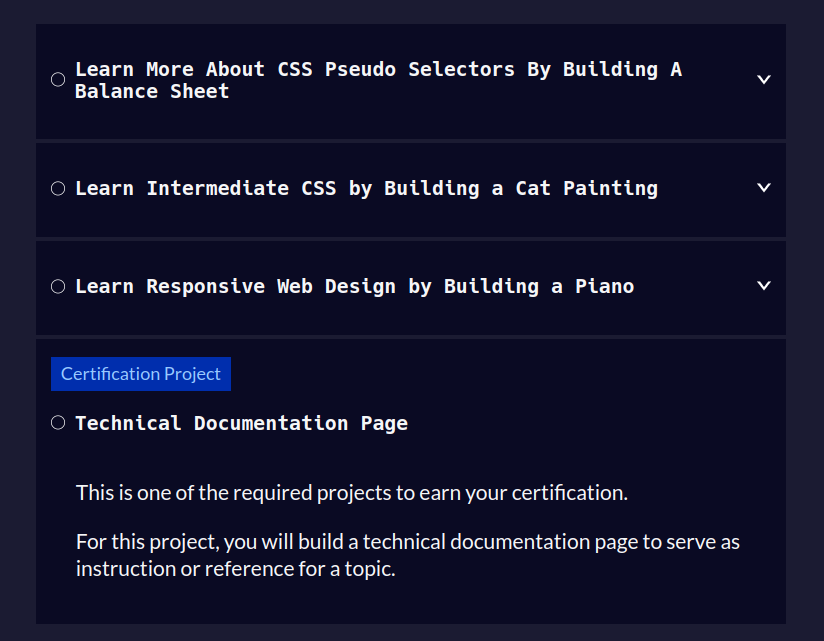 Learn More About CSS Pseudo Selectors By Building A
Balance Sheet
Learn Intermediate CSS by Building a Cat Painting
Learn Responsive Web Design by Building a Piano
Certification Project
Technical Documentation Page
This is one of the required projects to earn your certification.
For this project, you will build a technical documentation page to serve as
instruction or reference for a topic.